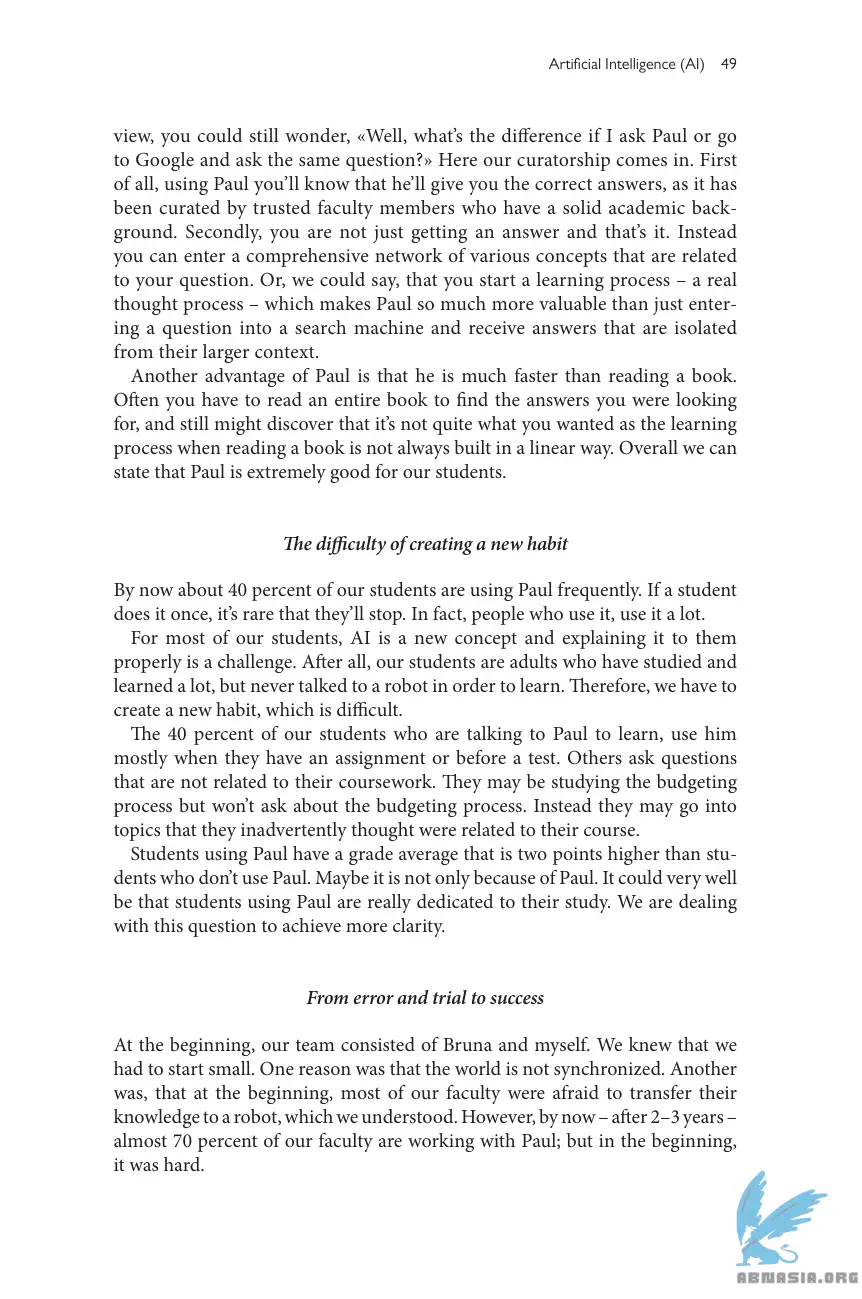 Artificial Intelligence (AI) 49
view, you could still wonder, «Well, what's the difference if I ask Paul or go
to Google and ask the same question?» Here our curatorship comes in. First
of all, using Paul you'll know that he'll give you the correct answers, as it has
been curated by trusted faculty members who have a solid academic back-
ground. Secondly, you are not just getting an answer and that's it. Instead
you can enter a comprehensive network of various concepts that are related
to your question. Or, we could say, that you start a learning process – a real
thought process – which makes Paul so much more valuable than just enter-
ing a question into a search machine and receive answers that are isolated
from their larger context.
Another advantage of Paul is that he is much faster than reading a book.
Often you have to read an entire book to find the answers you were looking
for, and still might discover that it's not quite what you wanted as the learning
process when reading a book is not always built in a linear way. Overall we can
state that Paul is extremely good for our students.
The difficulty of creating a new habit
By now about 40 percent of our students are using Paul frequently. If a student
does it once, it's rare that they'll stop. In fact, people who use it, use it a lot.
For most of our students, AI is a new concept and explaining it to them
properly is a challenge. After all, our students are adults who have studied and
learned a lot, but never talked to a robot in order to learn. Therefore, we have to
create a new habit, which is difficult.
The 40 percent of our students who are talking to Paul to learn, use him
mostly when they have an assignment or before a test. Others ask questions
that are not related to their coursework. They may be studying the budgeting
process but won't ask about the budgeting process. Instead they may go into
topics that they inadvertently thought were related to their course.
Students using Paul have a grade average that is two points higher than stu-
dents who don't use Paul. Maybe it is not only because of Paul. It could very well
be that students using Paul are really dedicated to their study. We are dealing
with this question to achieve more clarity.
From error and trial to success
At the beginning, our team consisted of Bruna and myself. We knew that we
had to start small. One reason was that the world is not synchronized. Another
was, that at the beginning, most of our faculty were afraid to transfer their
knowledge to a robot, which we understood. However, by now – after 2–3 years –
almost 70 percent of our faculty are working with Paul; but in the beginning,
it was hard.
ABNASIA.ORG